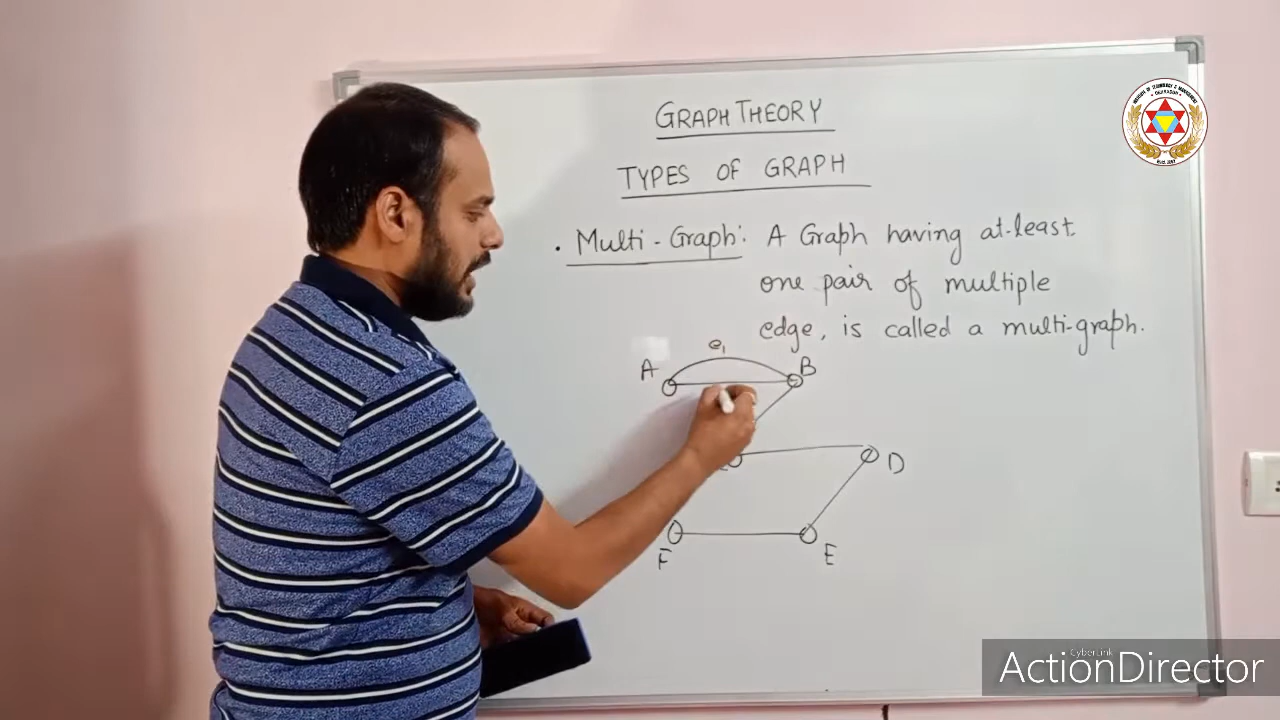 GRAPH THEORY
TYPES OF GRAPH
. Multi - Graph: A Graph having at-least
one pair of multiple
edge, is called a multi-graph.
e1
A
B
D
F
E
CyberLink
ActionDirector